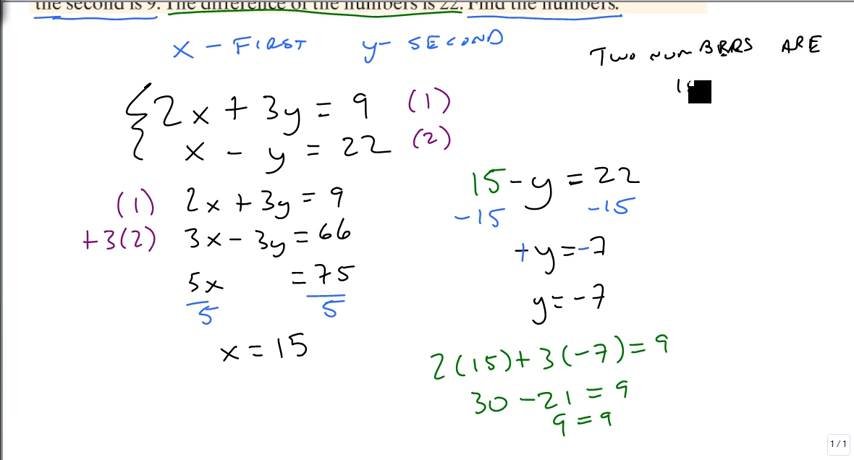 the second is 9. The difference of the numbers is 22. Find the numbers.
x – FIRST y – SECOND
TWO NUMBERS ARE
{ 2x + 3y = 9 (1)
x – y = 22 (2)
(1) 2x + 3y = 9
+3(2) 3x – 3y = 66
5x = 75
5 5
x = 15
15 – y = 22
–15 –15
+y = –7
y = –7
2(15) + 3(–7) = 9
30 – 21 = 9
9 = 9
1/1